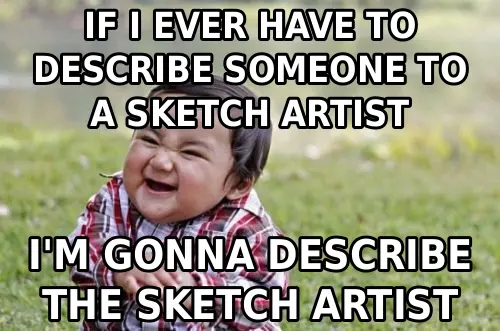 IF I EVER HAVE TO
DESCRIBE SOMEONE TO
A SKETCH ARTIST
I'M GONNA DESCRIBE
THE SKETCH ARTIST